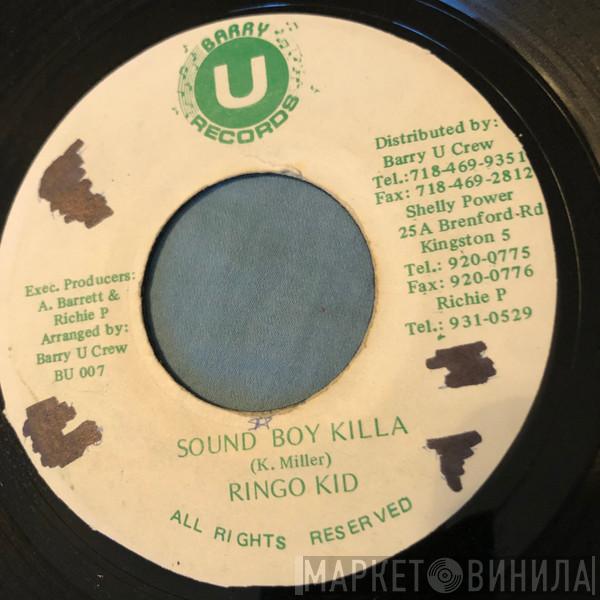 BARRY
U
RECORDS
Distributed by:
Barry U Crew
Tel.:718-469-9351
Fax: 718-469-2812
Shelly Power
25 A Brenford-Rd
Kingston 5
Tel.: 920-0775
Fax: 920-0776
Richie P
Tel.: 931-0529
Exec. Producers:
A. Barrett &
Richie P
Arranged by:
Barry U Crew
BU 007
SOUND BOY KILLA
(K. Miller)
RINGO KID
ALL RIGHTS RESERVED
МАРКЕТ ВИНИЛА